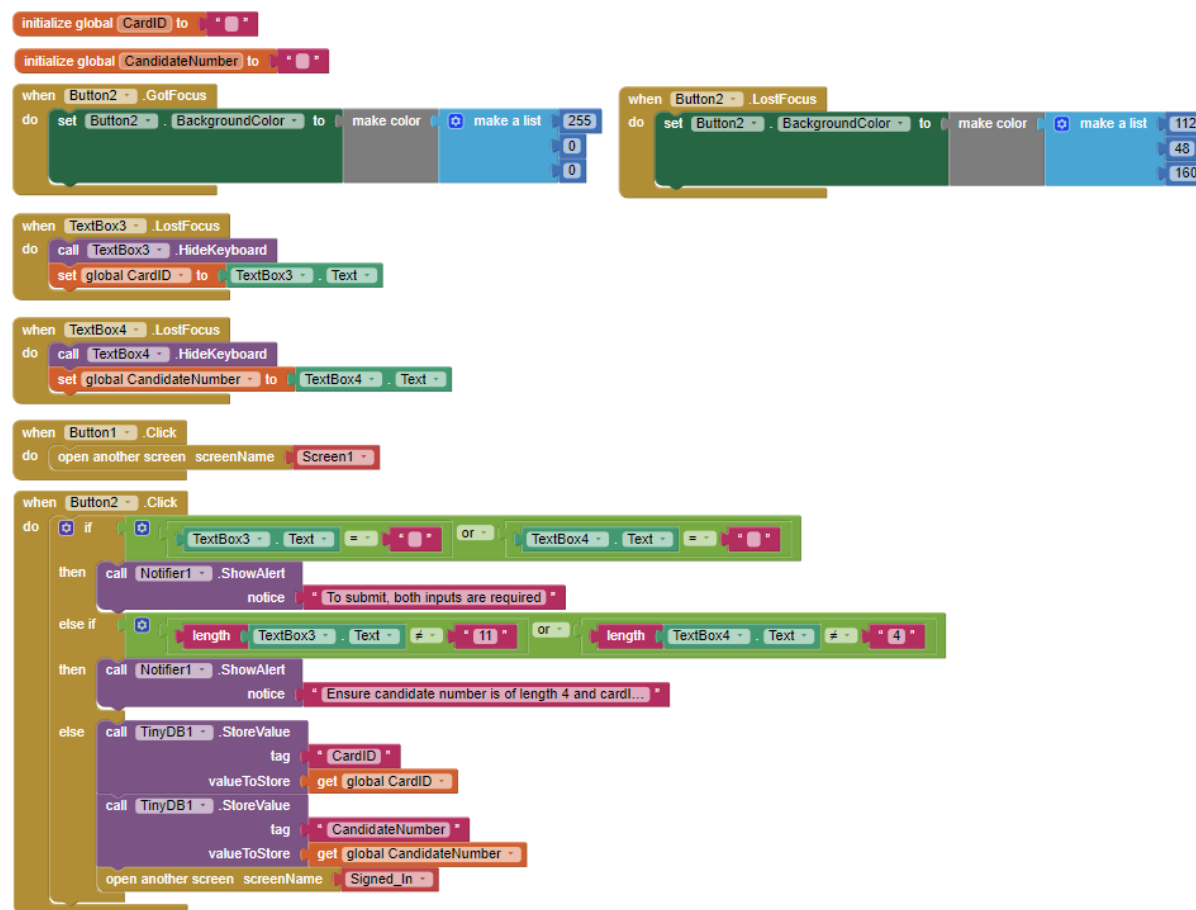 initialize global CardID to “ ”
initialize global CandidateNumber to “ ”
when Button2 .GotFocus
do set Button2 . BackgroundColor to make color make a list 255
0
0
when Button2 .LostFocus
do set Button2 . BackgroundColor to make color make a list 112
48
160
when TextBox3 .LostFocus
do call TextBox3 .HideKeyboard
set global CardID to TextBox3 . Text
when TextBox4 .LostFocus
do call TextBox4 .HideKeyboard
set global CandidateNumber to TextBox4 . Text
when Button1 .Click
do open another screen screenName Screen1
when Button2 .Click
do if TextBox3 . Text = “ ” or TextBox4 . Text = “ ”
then call Notifier1 .ShowAlert
notice “ To submit, both inputs are required ”
else if length TextBox3 . Text ≠ “ 11 ” or length TextBox4 . Text ≠ “ 4 ”
then call Notifier1 .ShowAlert
notice “ Ensure candidate number is of length 4 and cardI... ”
else call TinyDB1 .StoreValue
tag “ CardID ”
valueToStore get global CardID
call TinyDB1 .StoreValue
tag “ CandidateNumber ”
valueToStore get global CandidateNumber
open another screen screenName Signed_In